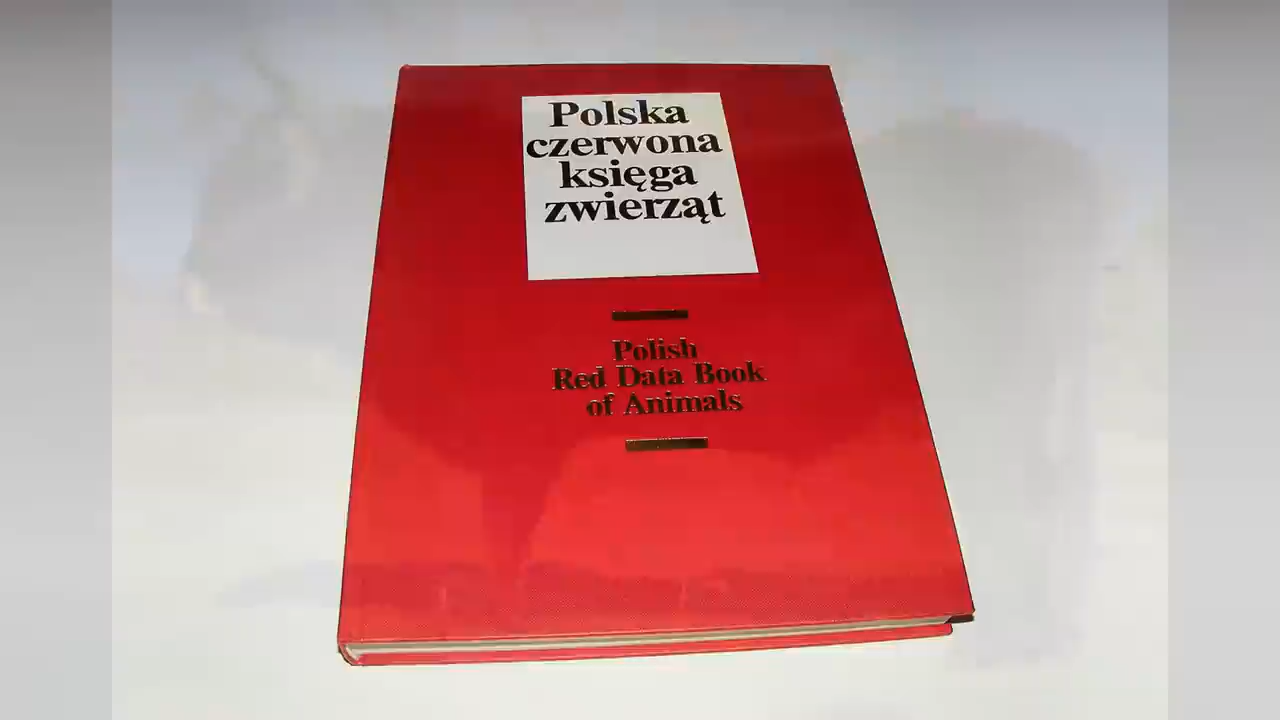 Polska
czerwona
księga
zwierząt
Polish
Red Data Book
of Animals